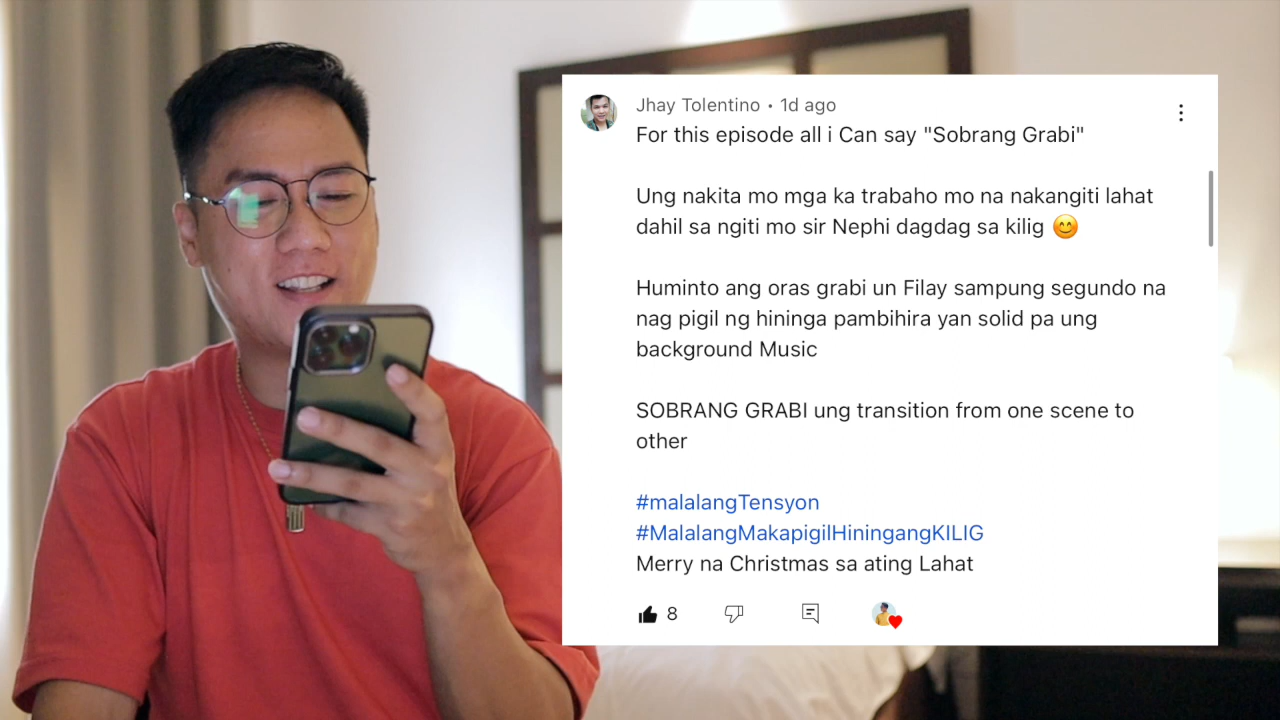 Jhay Tolentino • 1d ago
For this episode all i Can say "Sobrang Grabi"
Ung nakita mo mga ka trabaho mo na nakangiti lahat
dahil sa ngiti mo sir Nephi dagdag sa kilig 😊
Huminto ang oras grabi un Filay sampung segundo na
nag pigil ng hininga pambihira yan solid pa ung
background Music
SOBRANG GRABI ung transition from one scene to
other
#malalangTensyon
#MalalangMakapigilHiningangKILIG
Merry na Christmas sa ating Lahat
8